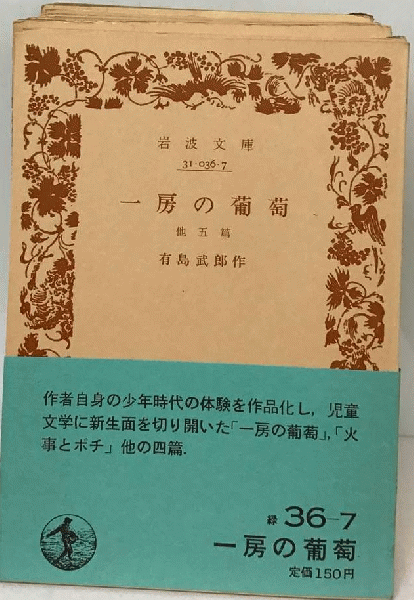 岩波文庫
31-036-7
一房の葡萄
他五篇
有島武郎作
作者自身の少年時代の体験を作品化し，児童
文学に新生面を切り開いた「一房の葡萄」，「火
事とポチ」他の四篇．
緑 36-7
一房の葡萄
定価150円